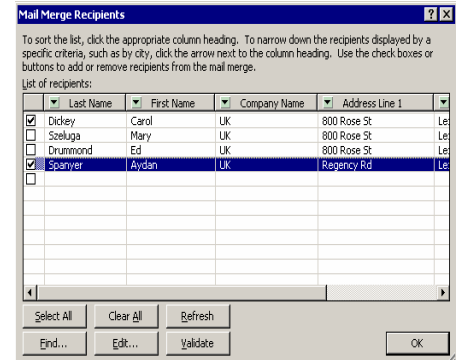 Mail Merge Recipients
To sort the list, click the appropriate column heading. To narrow down the recipients displayed by a
specific criteria, such as by city, click the arrow next to the column heading. Use the check boxes or
buttons to add or remove recipients from the mail merge.
List of recipients:
Last Name First Name Company Name Address Line 1
Dickey Carol UK 800 Rose St Le
Szeluga Mary UK 800 Rose St Le
Drummond Ed UK 800 Rose St Le
Spanyer Aydan UK Regency Rd Le
Select All Clear All Refresh
Find... Edit... Validate OK